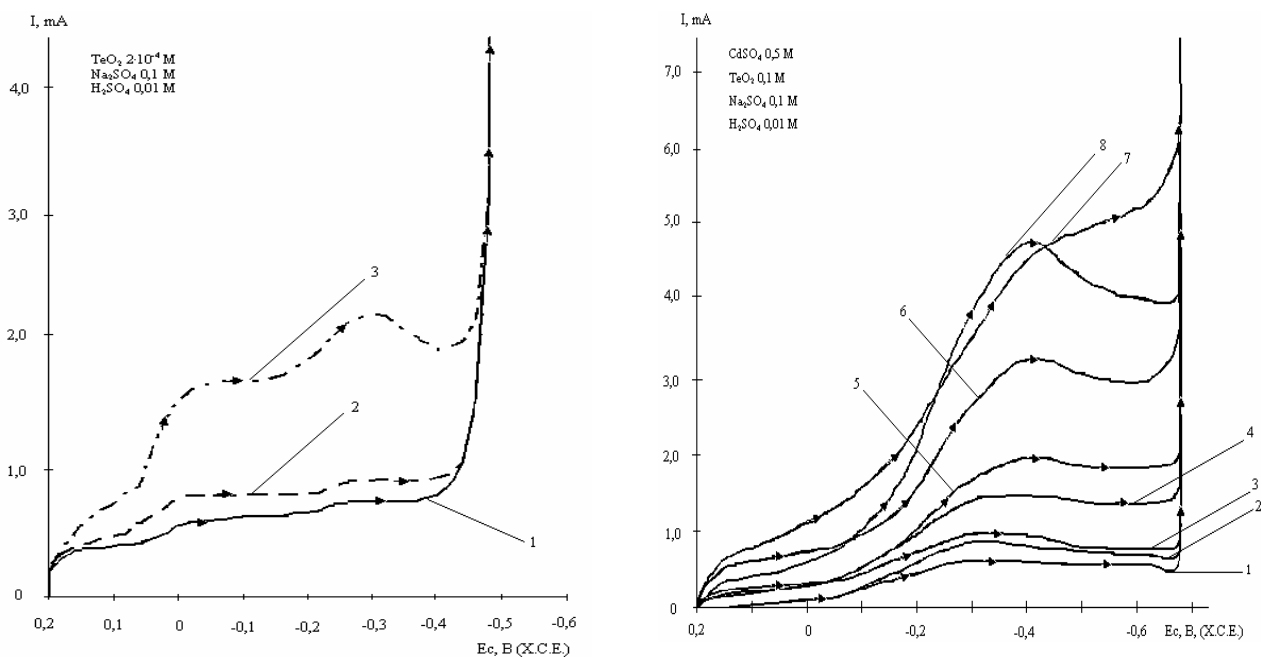 I, mA
TeO₂ 2·10⁻⁴ M
Na₂SO₄ 0,1 M
H₂SO₄ 0,01 M
4,0
3,0
3
2,0
2
1,0
1
0
0,2 0,1 0 -0,1 -0,2 -0,3 -0,4 -0,5 -0,6
Ec, B (X.C.E.)
I, mA
CdSO₄ 0,5 M
TeO₂ 0,1 M
Na₂SO₄ 0,1 M
H₂SO₄ 0,01 M
7,0
6,0
8
7
5,0
4,0
6
5
3,0
4
2,0
3
2
1,0
1
0
0,2 0 -0,2 -0,4 -0,6 Ec, B, (X.C.E.)